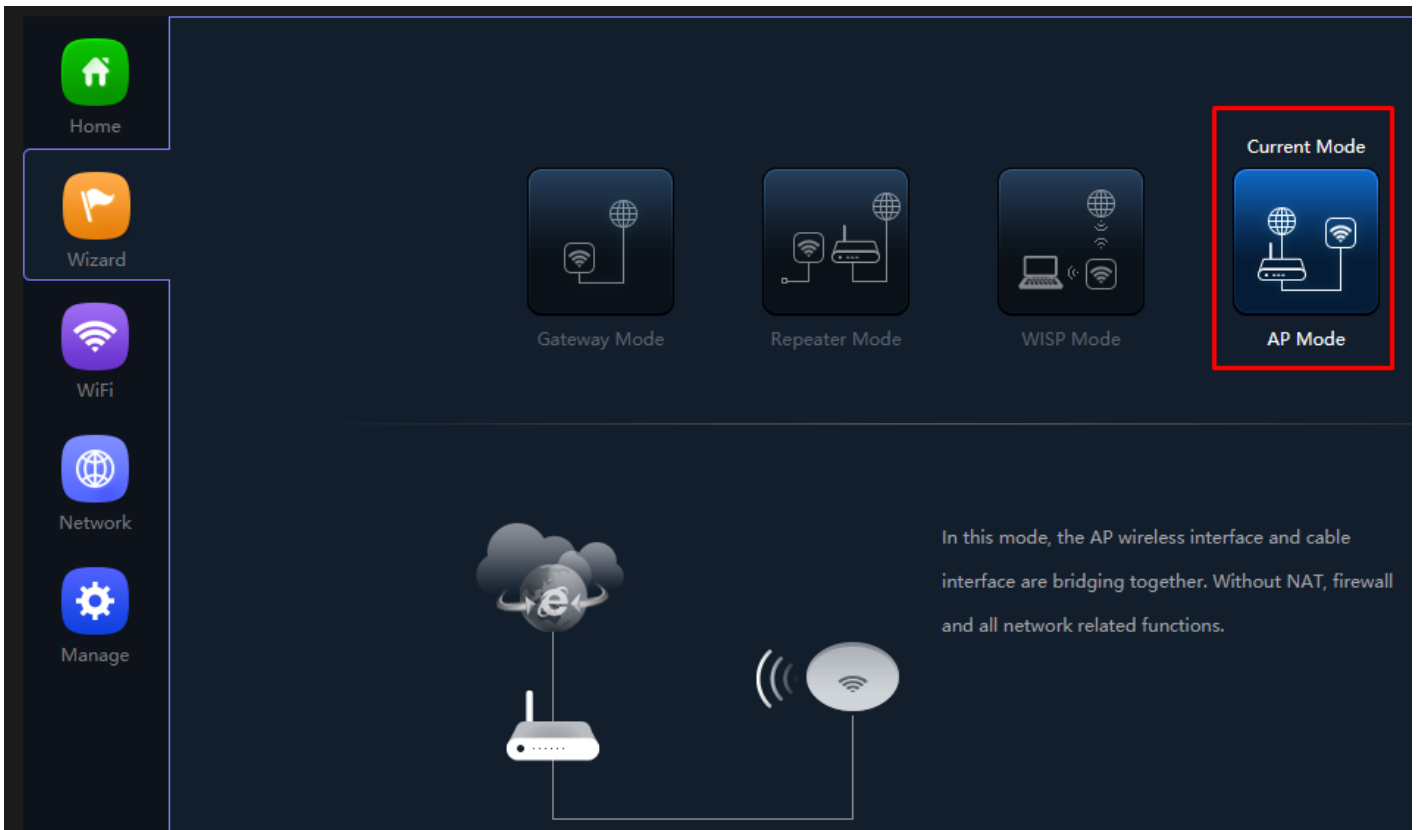 Home
Wizard
WiFi
Network
Manage
Current Mode
Gateway Mode
Repeater Mode
WISP Mode
AP Mode
In this mode, the AP wireless interface and cable
interface are bridging together. Without NAT, firewall
and all network related functions.